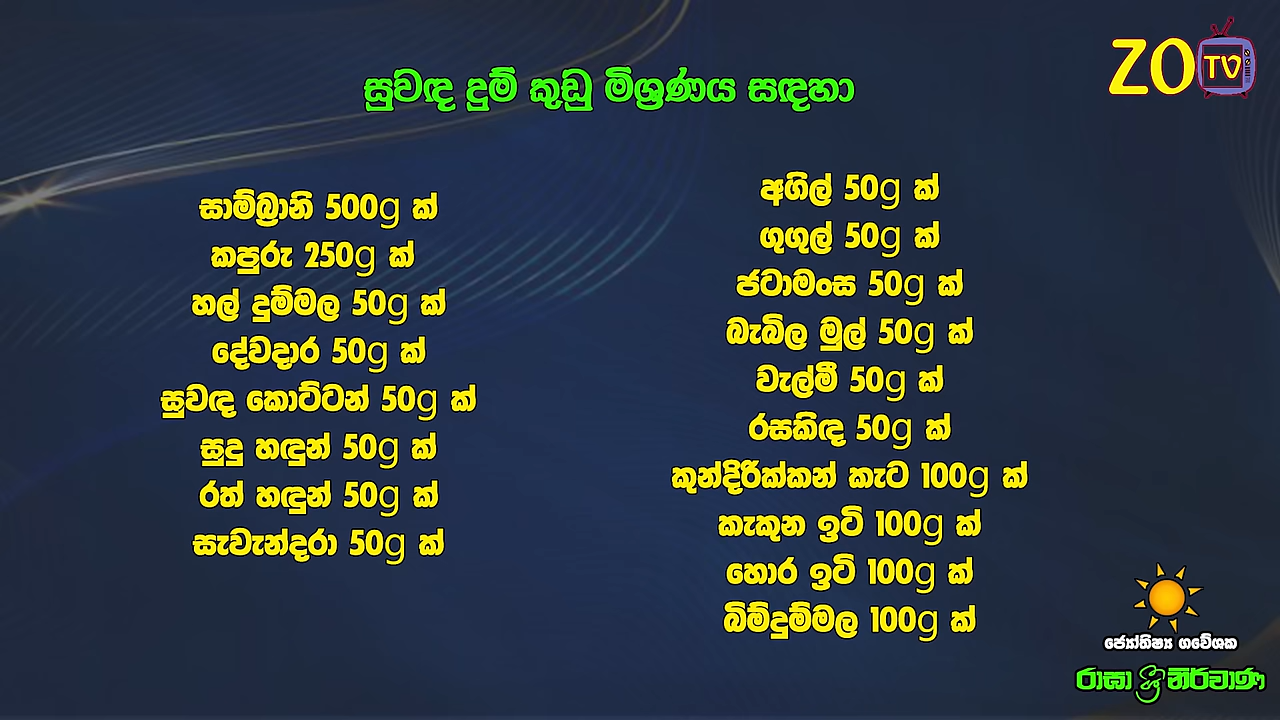 සුවඳ දුම් කුඩු මිශ්‍රණය සඳහා
ZO TV
සාම්බ්‍රානි 500g ක්
කපුරු 250g ක්
හල් දුම්මල 50g ක්
දේවදාර 50g ක්
සුවඳ කොට්ටන් 50g ක්
සුදු හඳුන් 50g ක්
රත් හඳුන් 50g ක්
සැවැන්දරා 50g ක්
අගිල් 50g ක්
ගුගුල් 50g ක්
ජටාමංස 50g ක්
බැබිල මුල් 50g ක්
වැල්මී 50g ක්
රසකිඳ 50g ක්
කුන්දිරික්කන් කැට 100g ක්
කැකුන ඉටි 100g ක්
හොර ඉටි 100g ක්
බිම්දුම්මල 100g ක්
ජ්‍යෝතිෂ්‍ය ගවේශක
රාඝා ශ්‍රී නිර්වාණ